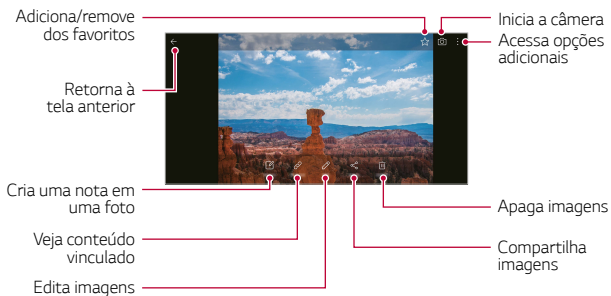 Adiciona/remove
dos favoritos
Retorna à
tela anterior
Cria uma nota em
uma foto
Veja conteúdo
vinculado
Edita imagens
Inicia a câmera
Acessa opções
adicionais
Apaga imagens
Compartilha
imagens